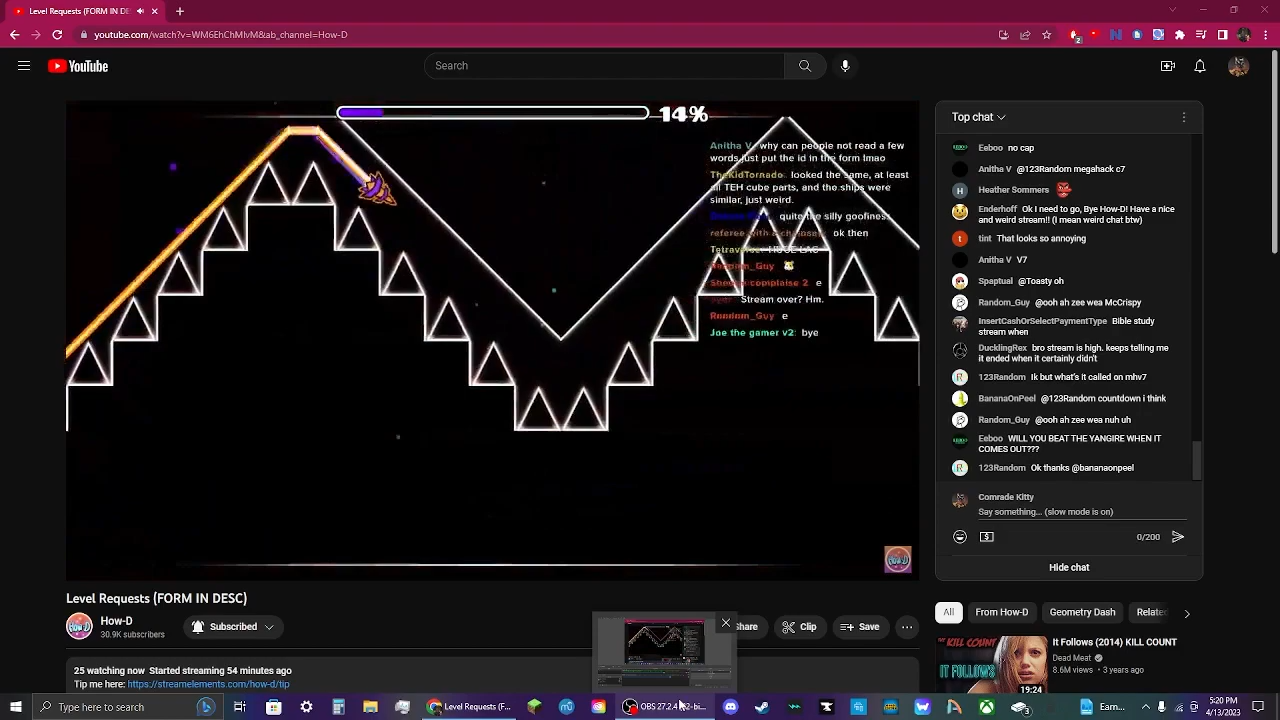 Level Requests (FORM IN DE
youtube.com/watch?v=WM6EhChMlvM&ab_channel=How-D
YouTube
Search
14%
Anitha V: why can people not read a few
words just put the id in the form lmao
TheKidTornado: looked the same, at least
all TEH cube parts, and the ships were
similar, just weird.
quite the silly goofiness
ok then
HUGE LAG
Random_Guy
e
Stream over? Hm.
Random_Guy: e
Joe the gamer v2: bye
Top chat
Eeboo no cap
Anitha V @123Random megahack c7
Heather Sommers
Enderhoff Ok I need to go, Bye How-D! Have a nice
and weird stream!! (I mean weird chat btw)
tint That looks so annoying
Anitha V V7
Spaptual @Toasty oh
Random_Guy @ooh ah zee wea McCrispy
InsertCashOrSelectPaymentType Bible study
stream when
DucklingRex bro stream is high. keeps telling me
it ended when it certainly didn't
123Random Ik but what's it called on mhv7
BananaOnPeel @123Random countdown i think
Random_Guy @ooh ah zee wea nuh uh
Eeboo WILL YOU BEAT THE YANGIRE WHEN IT
COMES OUT???
123Random Ok thanks @bananaonpeel
Comrade Kitty
Say something... (slow mode is on)
0/200
Hide chat
Level Requests (FORM IN DESC)
How-D
30.9K subscribers
Subscribed
Share
Clip
Save
25 watching now Started streaming 54 minutes ago
Tip me here: https://streamelements.com/how-d/tip
All
From How-D
Geometry Dash
Relate
KILL COUNT
IT FOLLOWS
19:24
It Follows (2014) KILL COUNT
Dead Meat
8.6M views • 3 years ago
Type here to search
Level Requests (F...
OBS 27.2.4 (64-bi...
Earnin
5:20 PM
4/13/2023